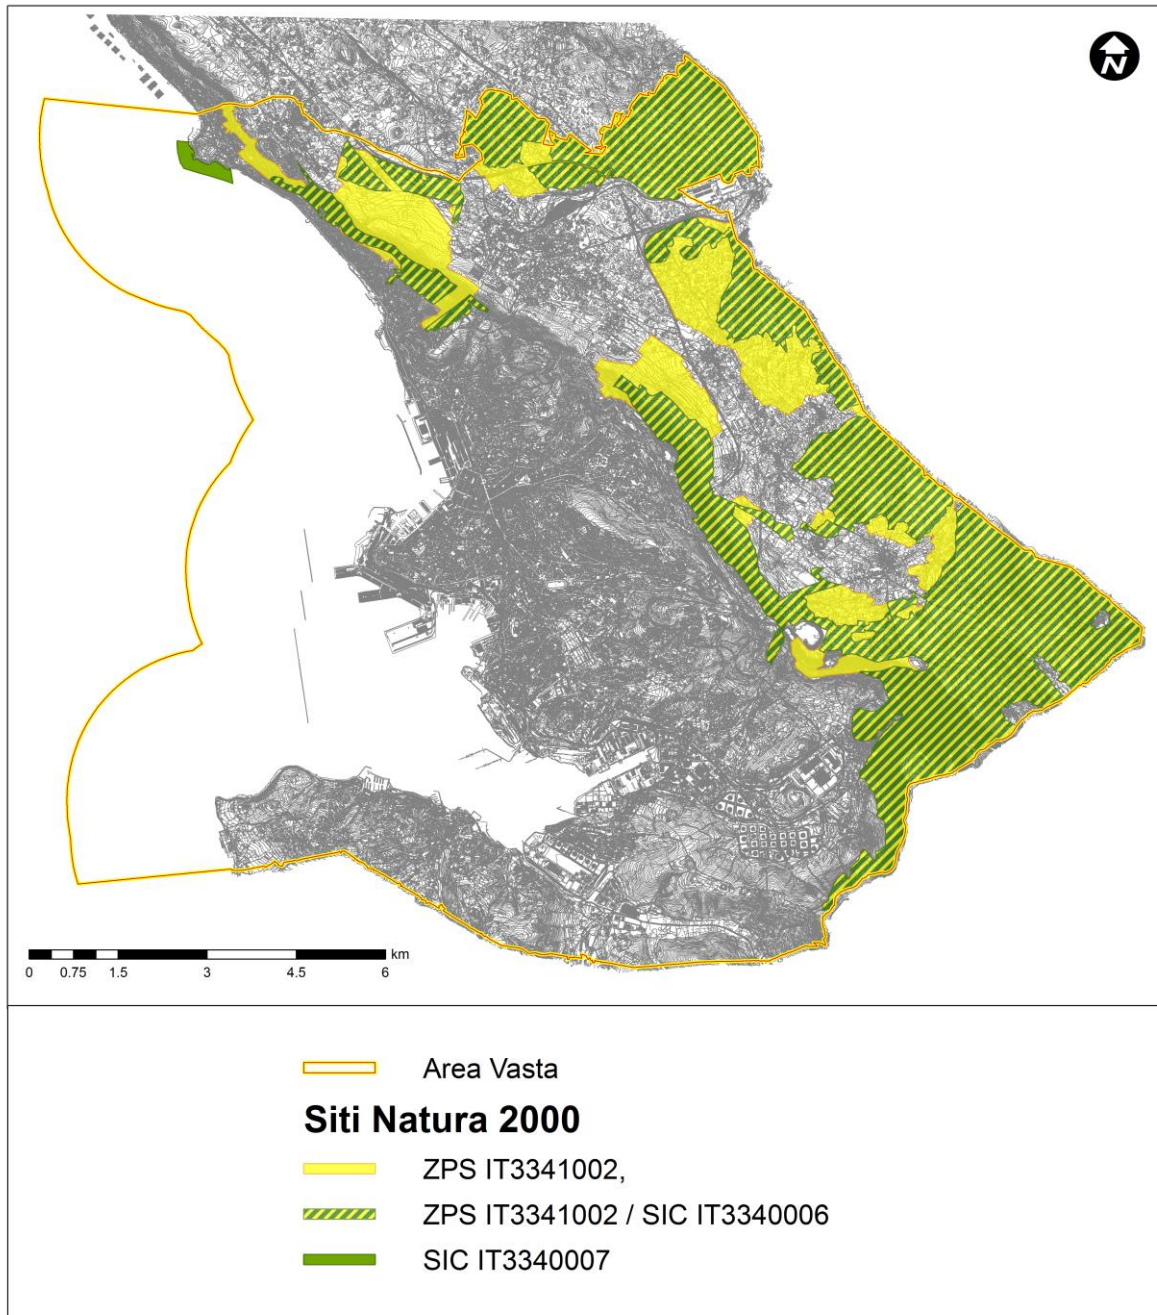 N
km
0 0.75 1.5 3 4.5 6
Area Vasta
Siti Natura 2000
ZPS IT3341002,
ZPS IT3341002 / SIC IT3340006
SIC IT3340007